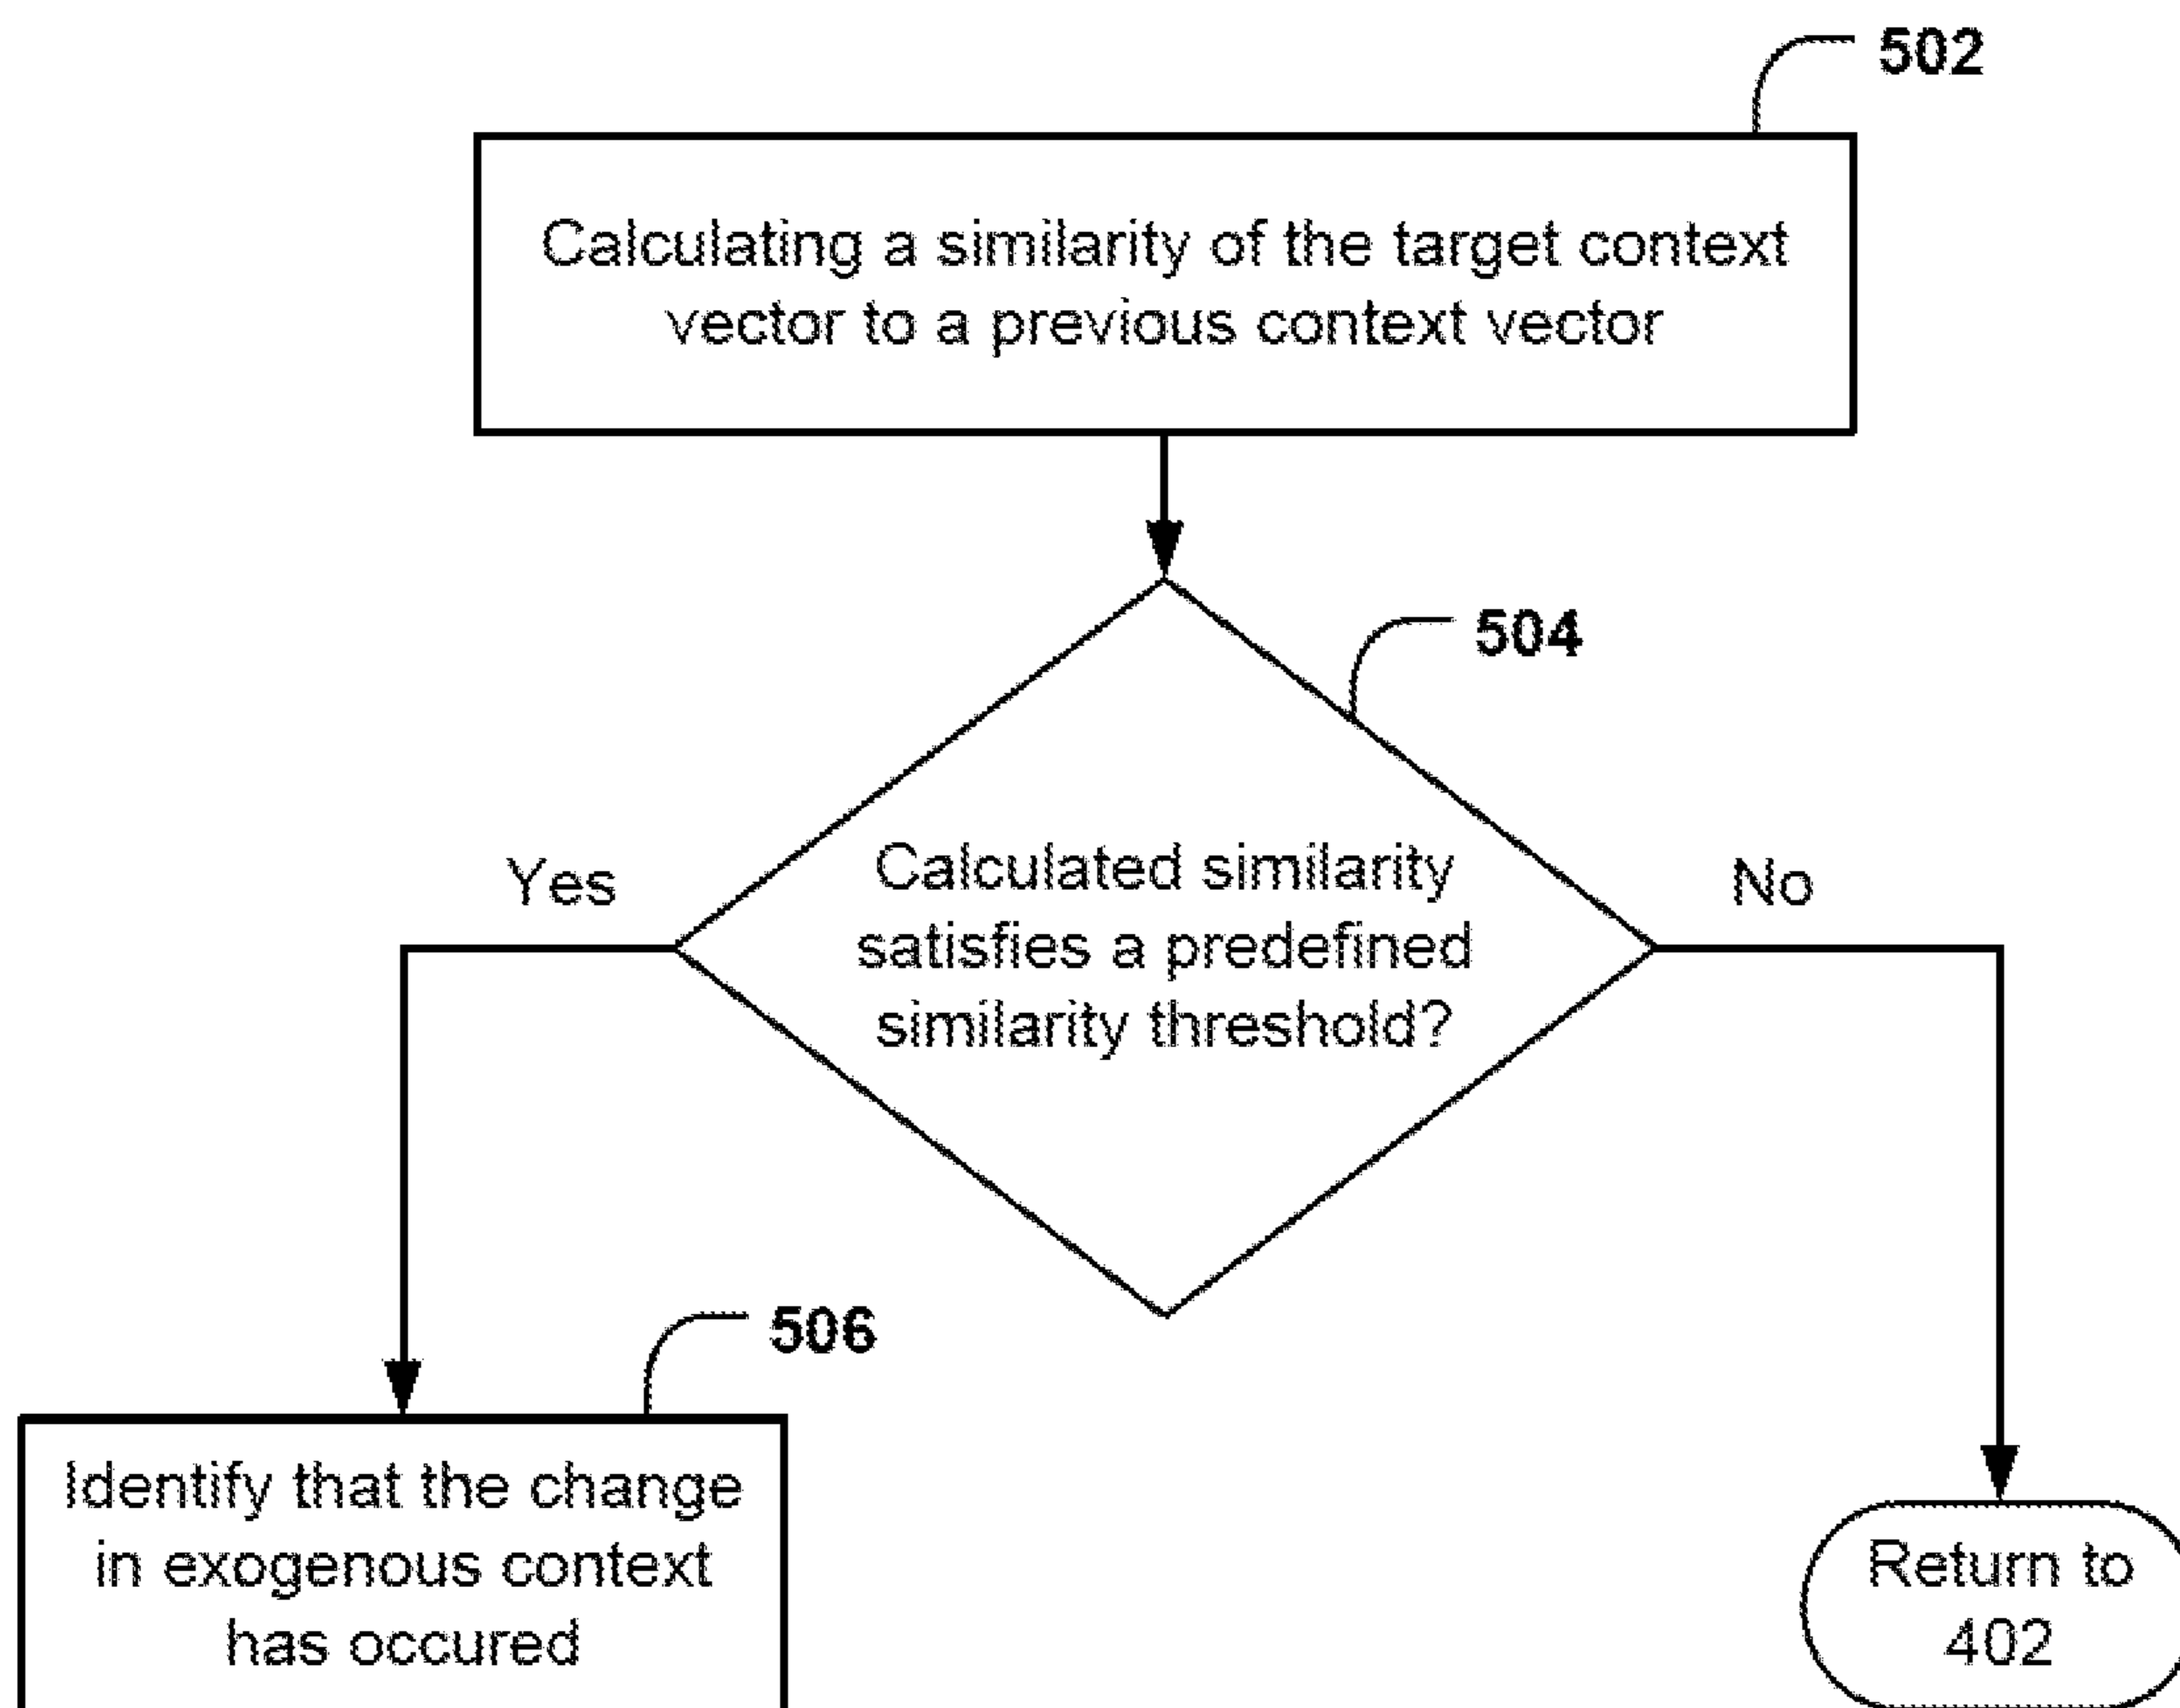 502
Calculating a similarity of the target context
vector to a previous context vector
504
Calculated similarity
satisfies a predefined
similarity threshold?
Yes
No
506
Identify that the change
in exogenous context
has occured
Return to
402